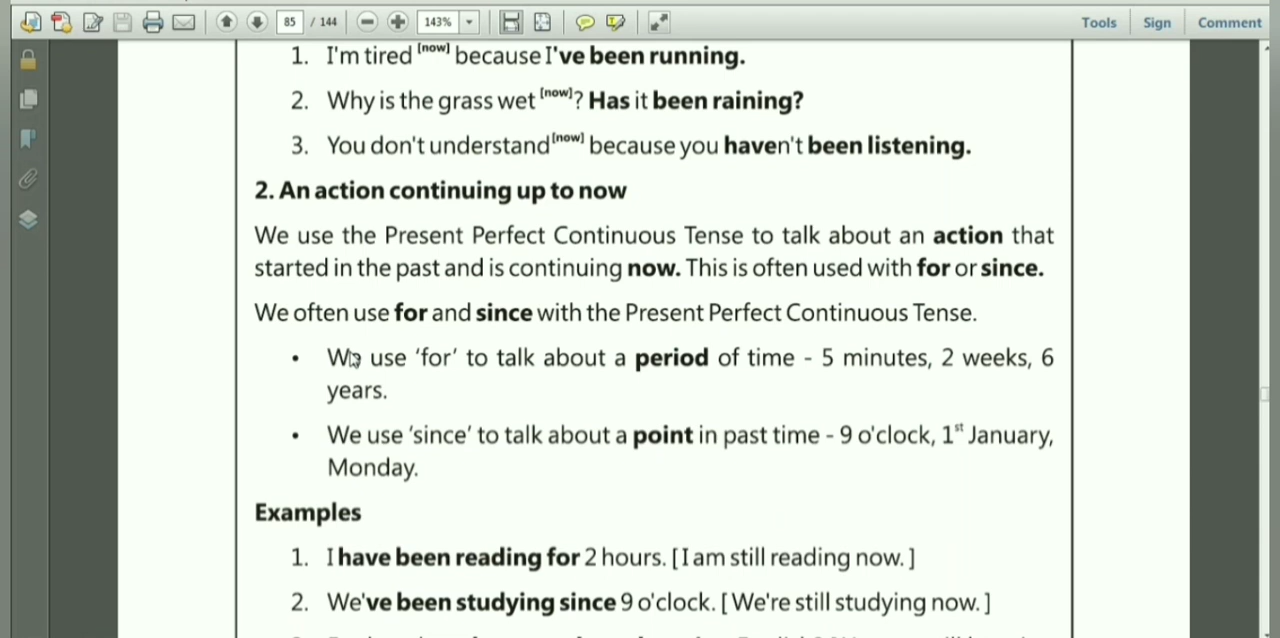 85 / 144 143% Tools Sign Comment
1. I'm tired [now] because I've been running.
2. Why is the grass wet [now]? Has it been raining?
3. You don't understand[now] because you haven't been listening.
2. An action continuing up to now
We use the Present Perfect Continuous Tense to talk about an action that
started in the past and is continuing now. This is often used with for or since.
We often use for and since with the Present Perfect Continuous Tense.
• We use ‘for’ to talk about a period of time - 5 minutes, 2 weeks, 6
years.
• We use ‘since’ to talk about a point in past time - 9 o'clock, 1st January,
Monday.
Examples
1. I have been reading for 2 hours. [ I am still reading now. ]
2. We've been studying since 9 o'clock. [ We're still studying now. ]